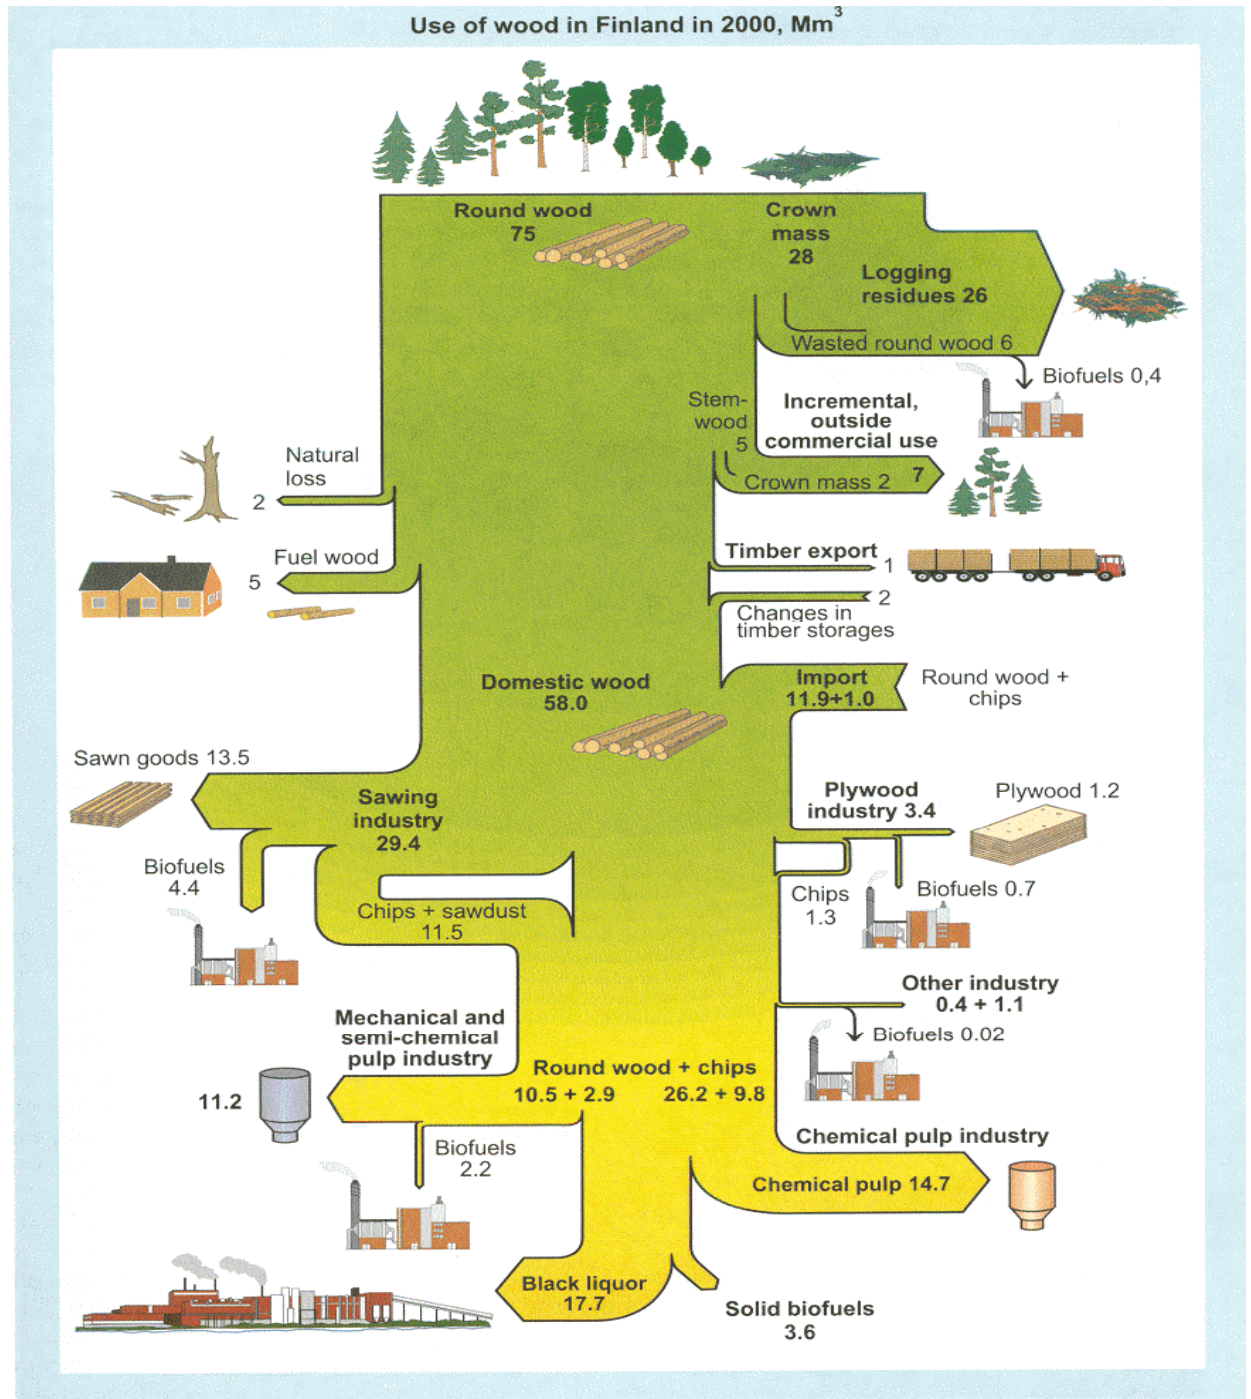 Use of wood in Finland in 2000, Mm³
Round wood
75
Crown
mass
28
Logging
residues 26
Wasted round wood 6
Biofuels 0,4
Stem-
wood
5
Incremental,
outside
commercial use
7
Crown mass 2
Natural
loss
2
Fuel wood
5
Timber export
1
2
Changes in
timber storages
Domestic wood
58.0
Import
11.9+1.0
Round wood +
chips
Sawn goods 13.5
Sawing
industry
29.4
Plywood
industry 3.4
Plywood 1.2
Biofuels
4.4
Chips + sawdust
11.5
Chips
1.3
Biofuels 0.7
Other industry
0.4 + 1.1
Biofuels 0.02
Mechanical and
semi-chemical
pulp industry
Round wood + chips
10.5 + 2.9
26.2 + 9.8
11.2
Biofuels
2.2
Chemical pulp industry
Chemical pulp 14.7
Black liquor
17.7
Solid biofuels
3.6